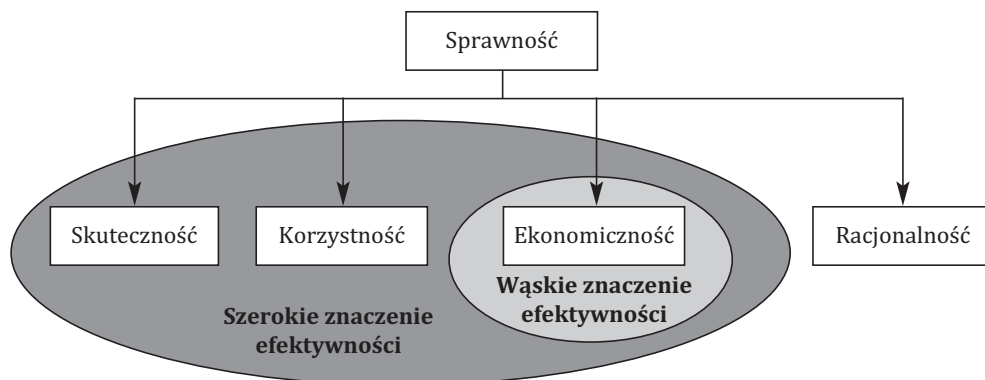 Sprawność
Skuteczność
Korzystność
Ekonomiczność
Racjonalność
Wąskie znaczenie
efektywności
Szerokie znaczenie
efektywności